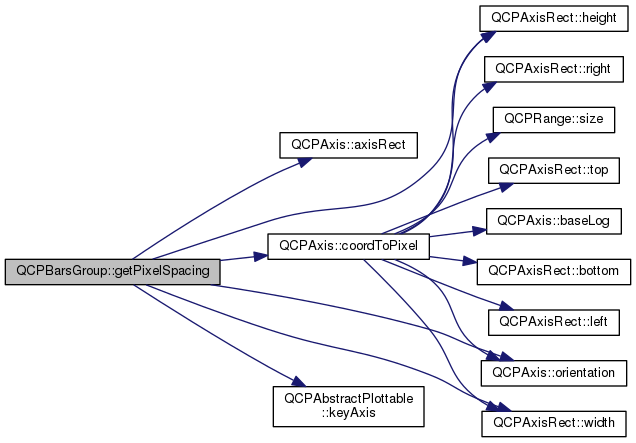 QCPBarsGroup::getPixelSpacing
QCPAxis::axisRect
QCPAxis::coordToPixel
QCPAbstractPlottable
::keyAxis
QCPAxisRect::height
QCPAxisRect::right
QCPRange::size
QCPAxisRect::top
QCPAxis::baseLog
QCPAxisRect::bottom
QCPAxisRect::left
QCPAxis::orientation
QCPAxisRect::width